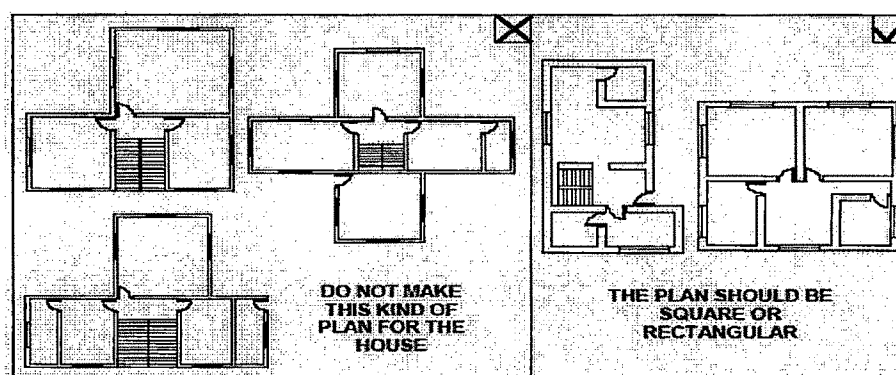 DO NOT MAKE
THIS KIND OF
PLAN FOR THE
HOUSE
THE PLAN SHOULD BE
SQUARE OR
RECTANGULAR